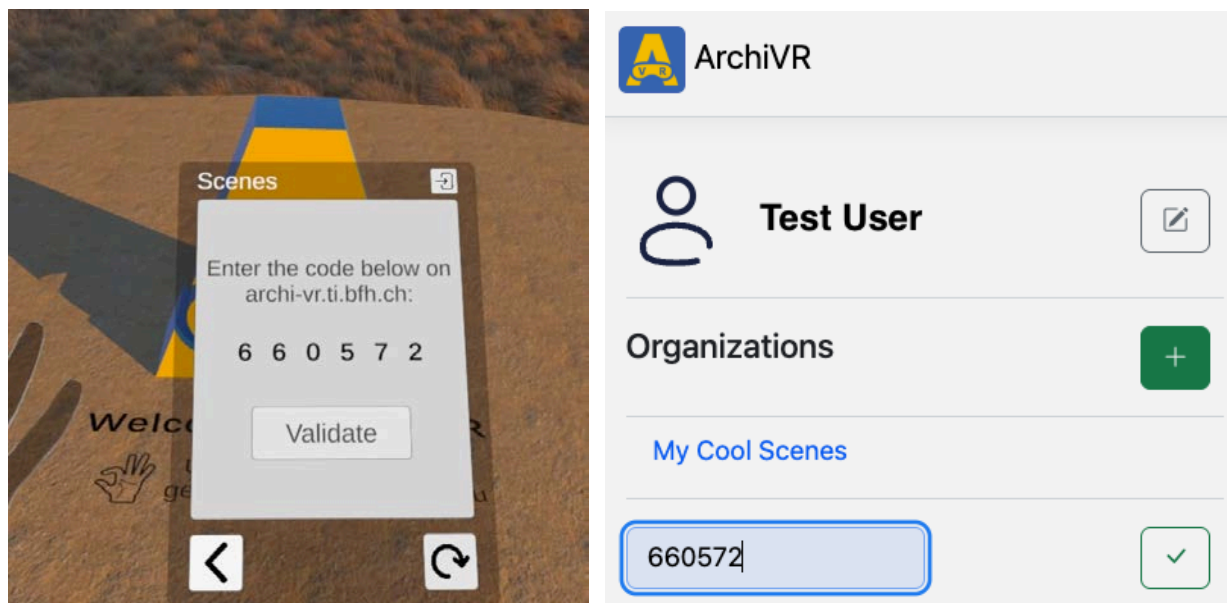 Scenes
Enter the code below on
archi-vr.ti.bfh.ch:
6 6 0 5 7 2
Validate
ArchiVR
A
V R
Test User
Organizations
+
My Cool Scenes
660572